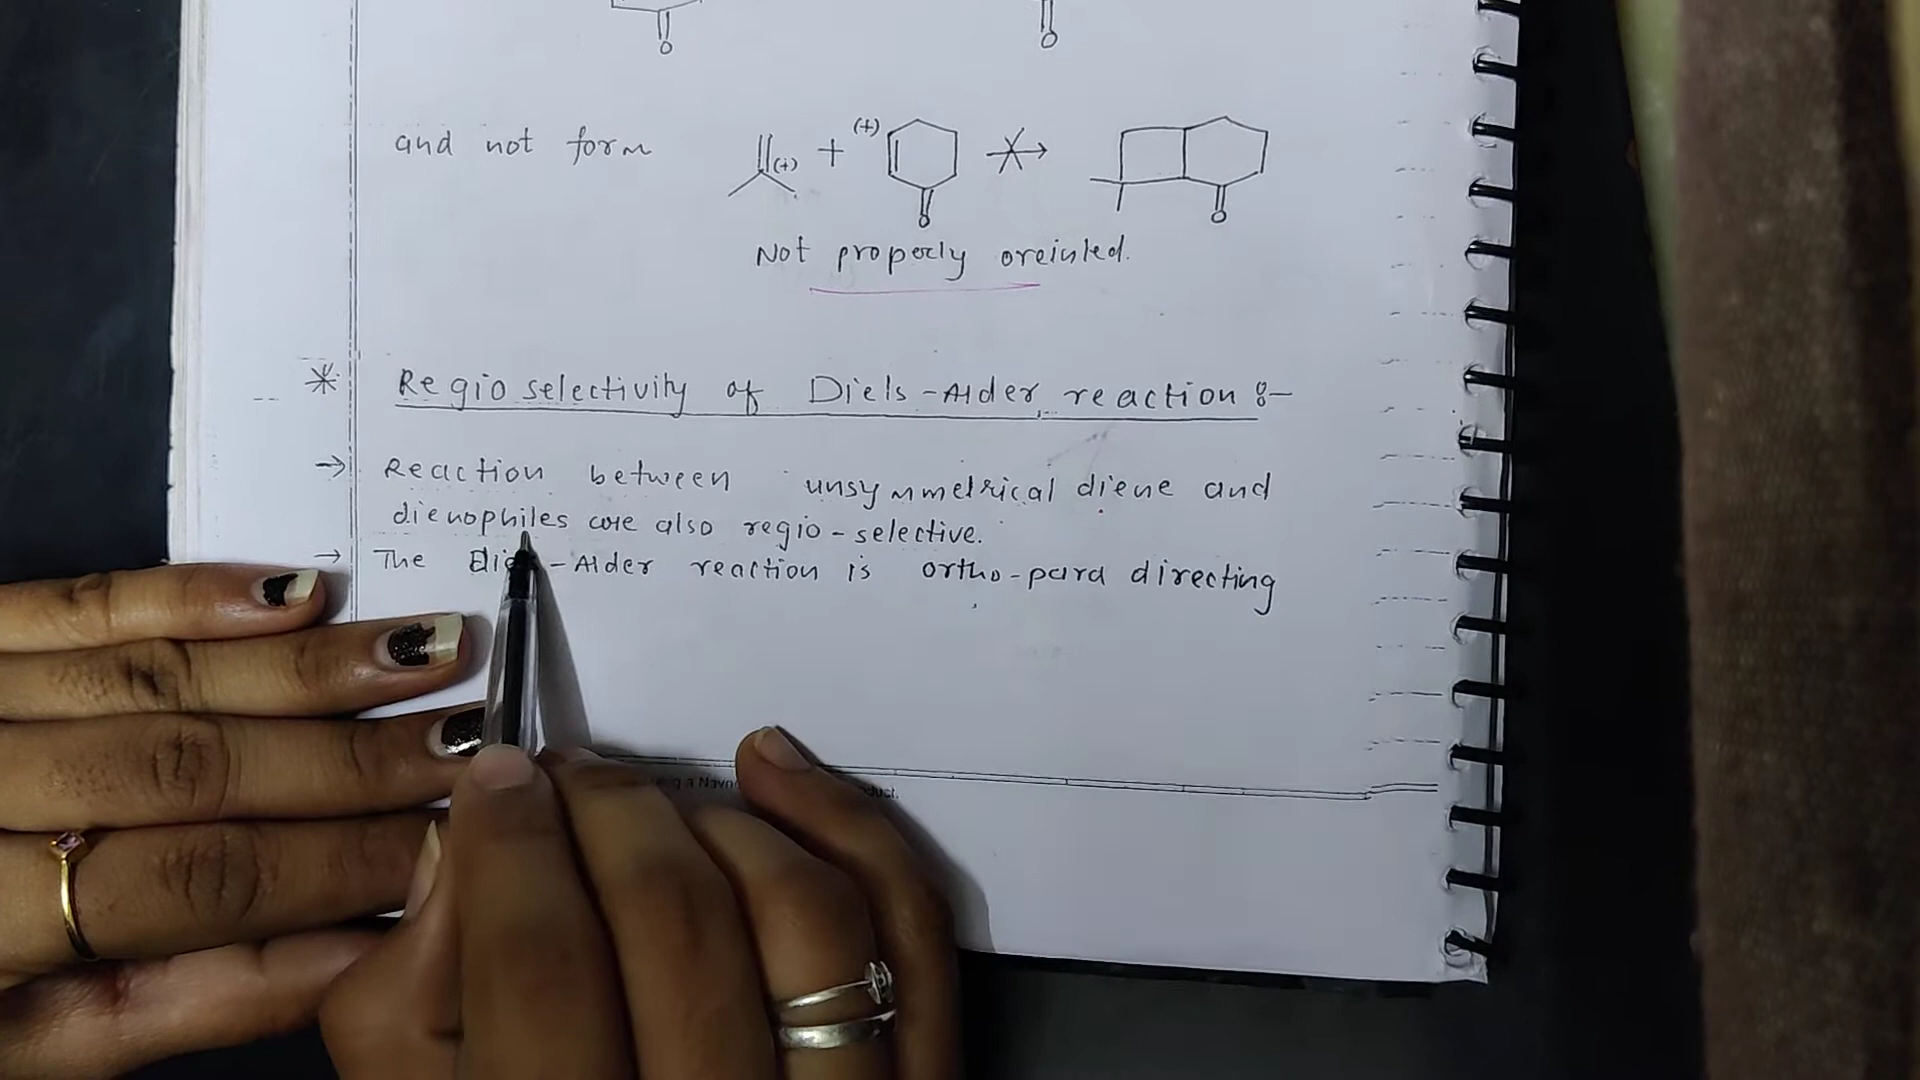 O O
and not form (+) + (+) O O
Not properly oreinted.
* Regio selectivity of Diels-Alder reaction :-
→ Reaction between unsymmetrical diene and
dienophiles are also regio-selective.
→ The -Alder reaction is ortho-para directing